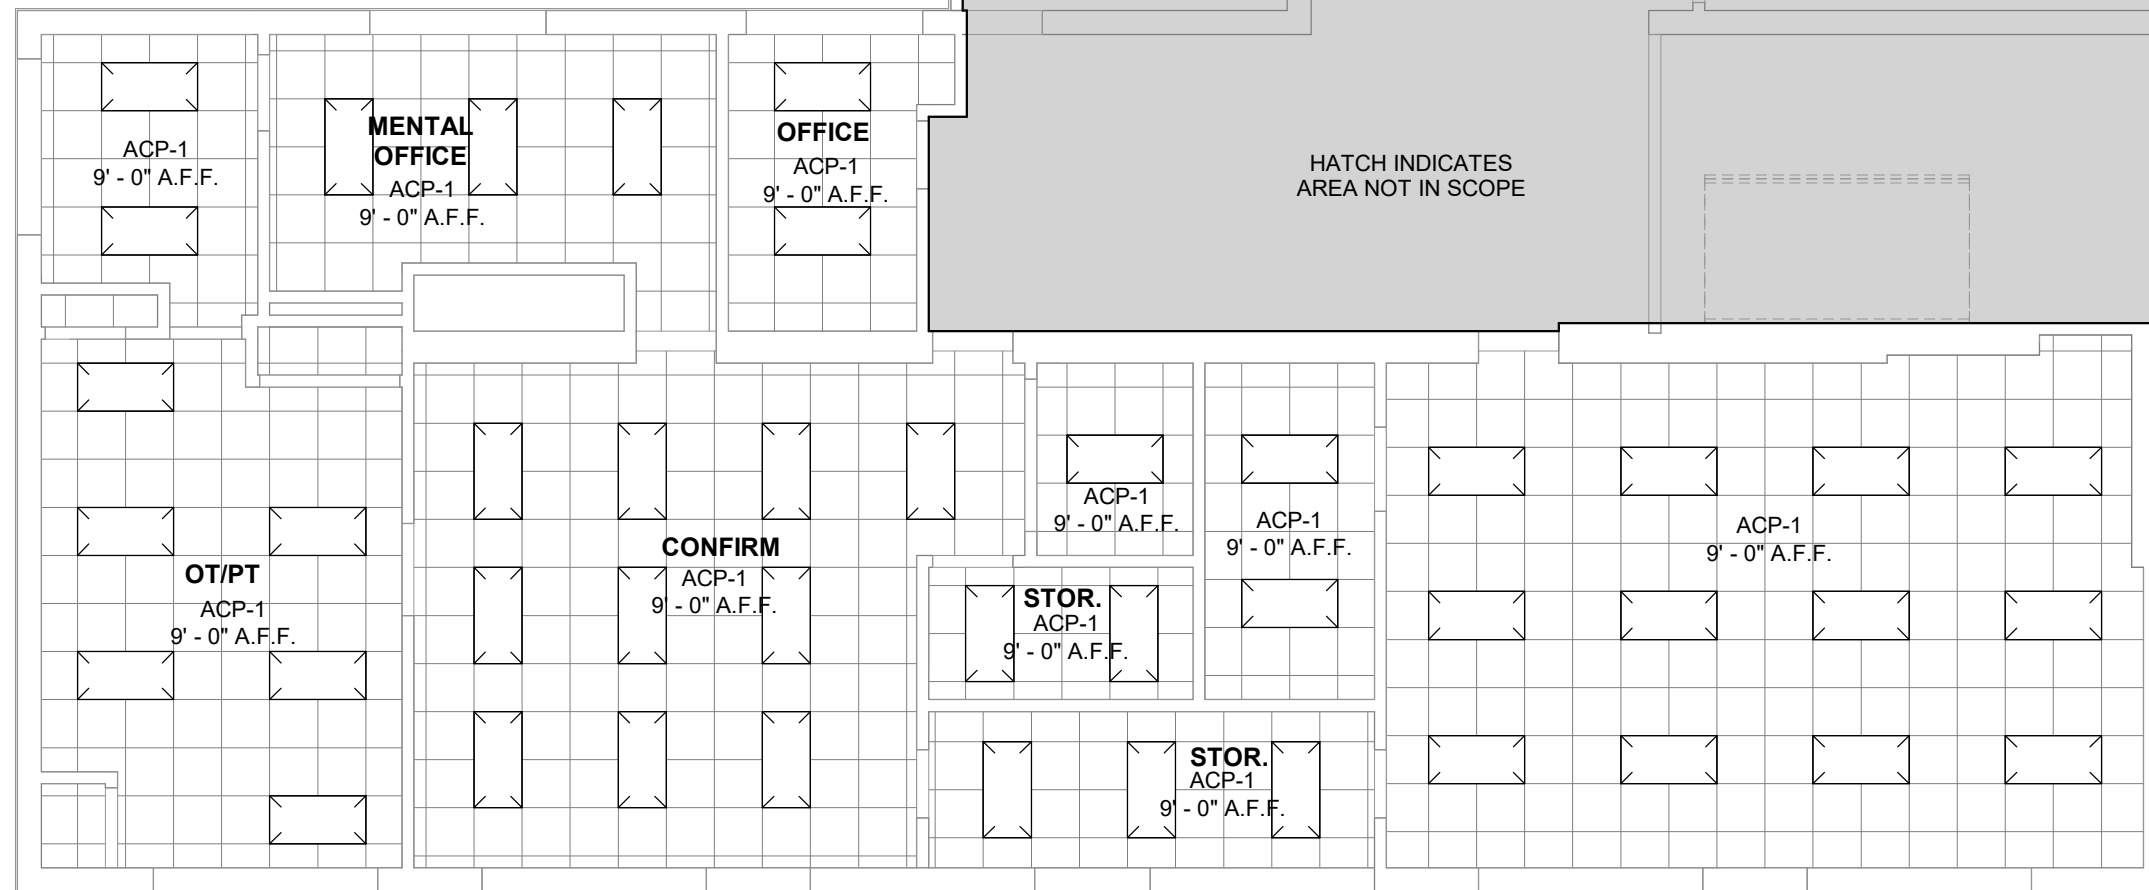 ACP-1
9' - 0" A.F.F.
MENTAL
OFFICE
ACP-1
9' - 0" A.F.F.
OFFICE
ACP-1
9' - 0" A.F.F.
HATCH INDICATES
AREA NOT IN SCOPE
OT/PT
ACP-1
9' - 0" A.F.F.
CONFIRM
ACP-1
9' - 0" A.F.F.
ACP-1
9' - 0" A.F.F.
ACP-1
9' - 0" A.F.F.
STOR.
ACP-1
9' - 0" A.F.F.
STOR.
ACP-1
9' - 0" A.F.F.
ACP-1
9' - 0" A.F.F.